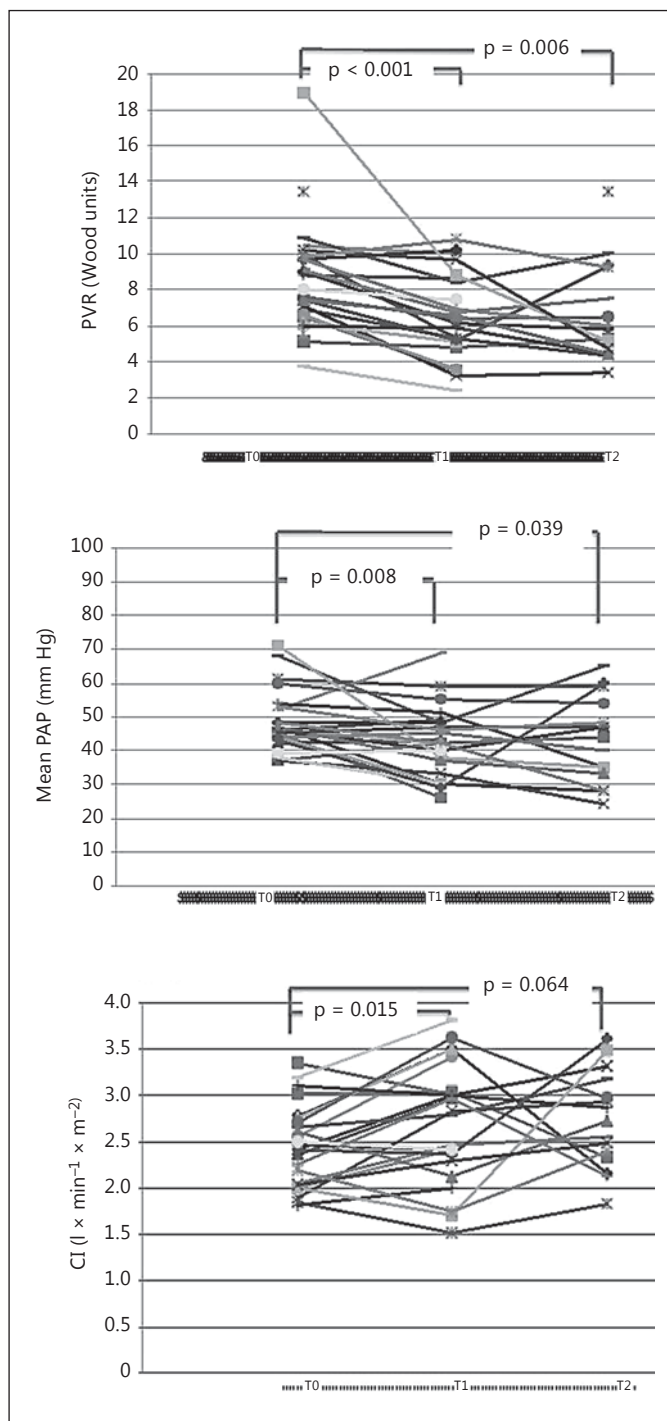 p = 0.006
p < 0.001
20
18
16
14
12
10
8
6
4
2
0
PVR (Wood units)
T0 T1 T2
p = 0.039
p = 0.008
100
90
80
70
60
50
40
30
20
10
0
Mean PAP (mm Hg)
T0 T1 T2
p = 0.064
p = 0.015
4.0
3.5
3.0
2.5
2.0
1.5
1.0
0.5
0
CI (l × min⁻¹ × m⁻²)
T0 T1 T2